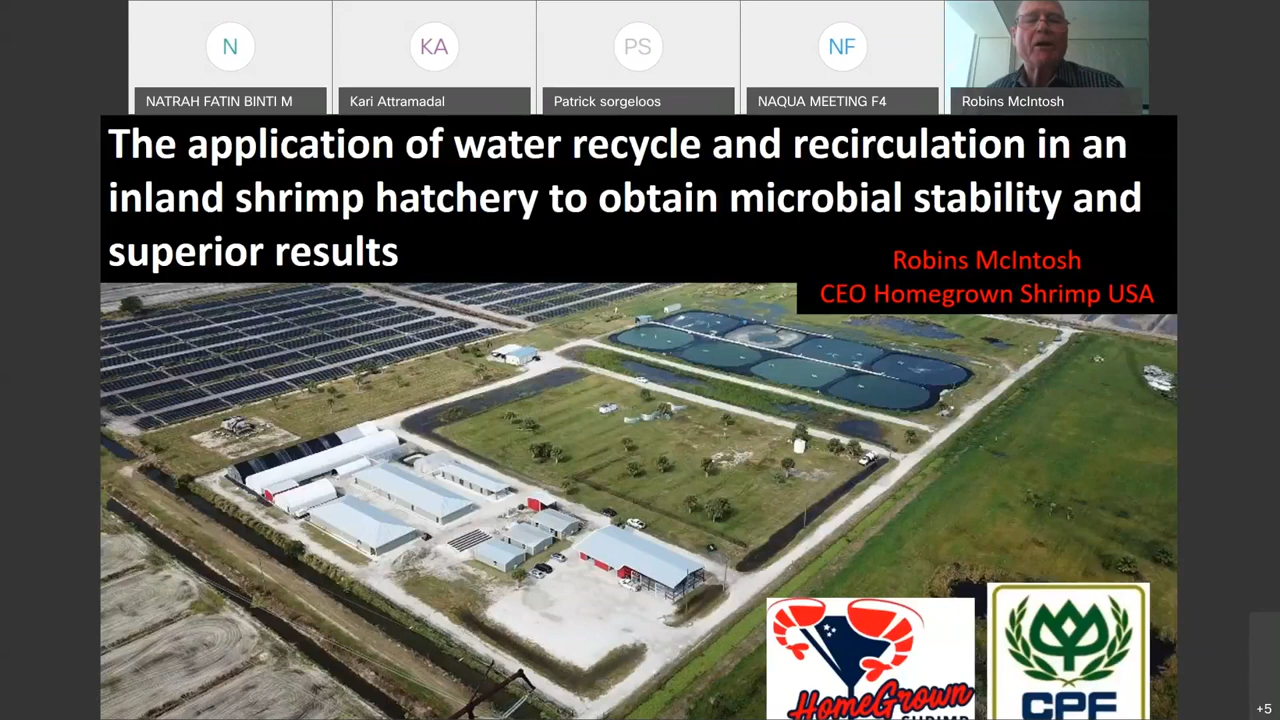 N
KA
PS
NF
NATRAH FATIN BINTI M
Kari Attramadal
Patrick sorgeloos
NAQUA MEETING F4
Robins McIntosh
The application of water recycle and recirculation in an
inland shrimp hatchery to obtain microbial stability and
superior results
Robins McIntosh
CEO Homegrown Shrimp USA
HomeGrown
SHRIMP
CPF
+5